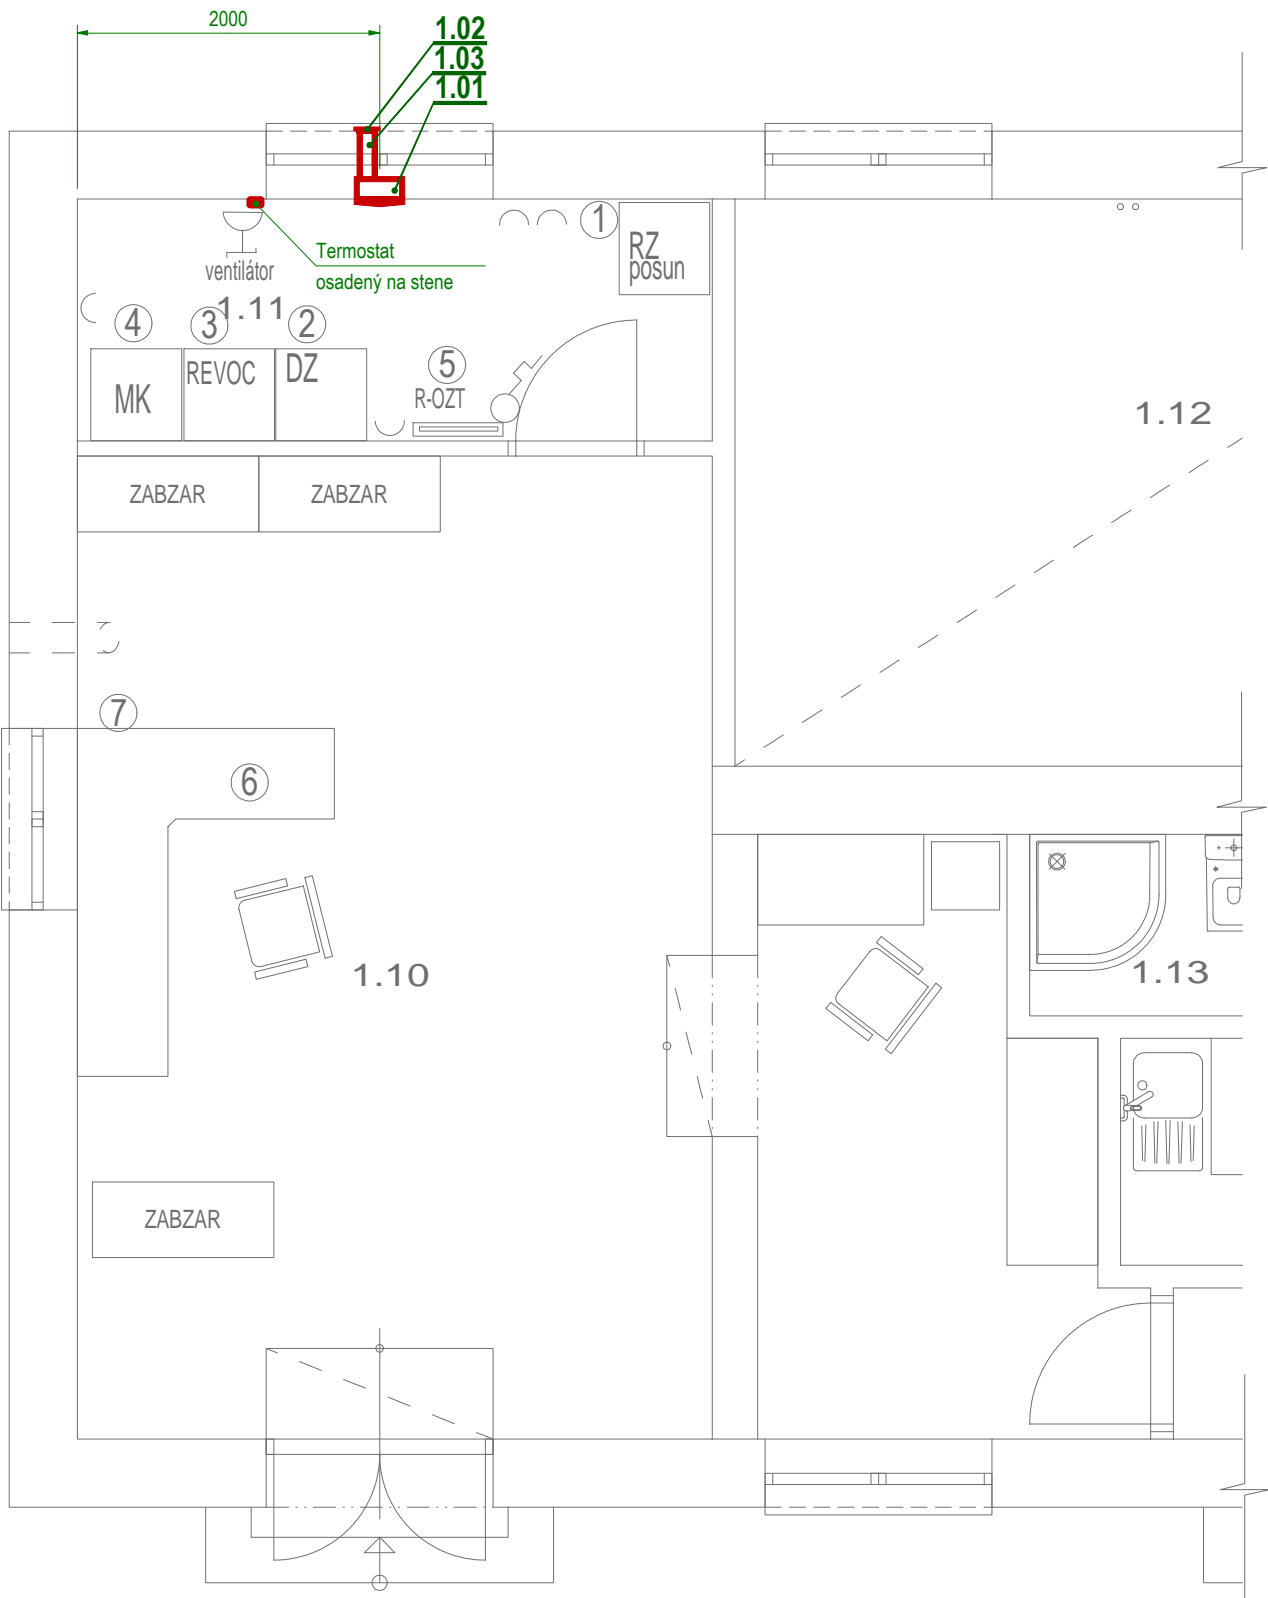 2000
1.02
1.03
1.01
Termostat
osadený na stene
ventilátor
1.11
1
RZ
posun
4
3
2
MK
REVOC
DZ
5
R-OZT
1.12
ZABZAR
ZABZAR
7
6
1.10
1.13
ZABZAR